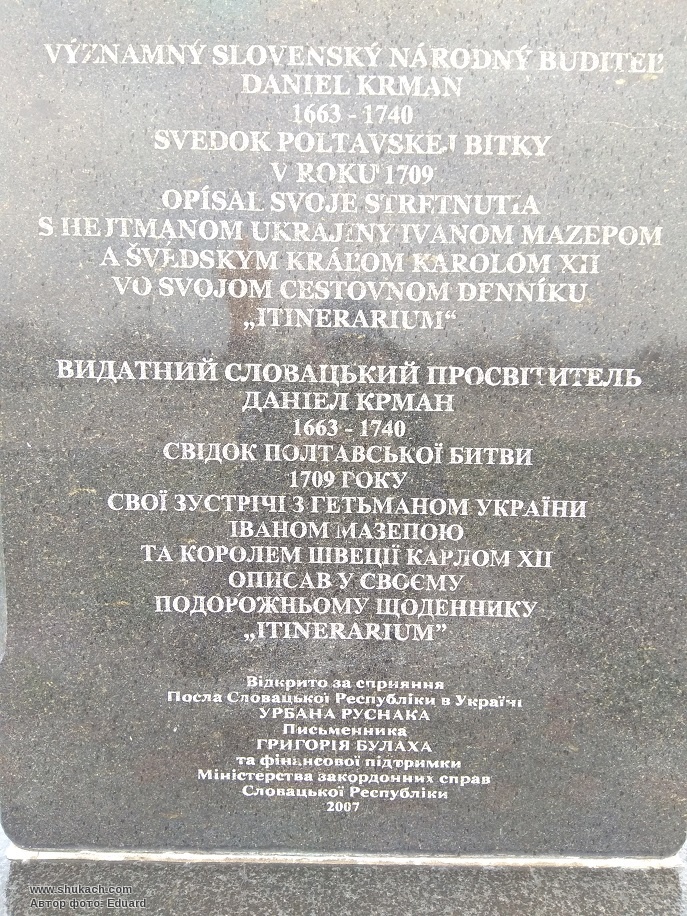 VÝZNAMNÝ SLOVENSKÝ NÁRODNÝ BUDITEĽ
DANIEL KRMAN
1663 - 1740
SVEDOK POLTAVSKEJ BITKY
V ROKU 1709
OPÍSAL SVOJE STRETNUTIA
S HEJTMANOM UKRAJINY IVANOM MAZEPOM
A ŠVÉDSKYM KRÁĽOM KAROLOM XII
VO SVOJOM CESTOVNOM DENNÍKU
„ITINERARIUM“
ВИДАТНИЙ СЛОВАЦЬКИЙ ПРОСВІТИТЕЛЬ
ДАНІЕЛ КРМАН
1663 - 1740
СВІДОК ПОЛТАВСЬКОЇ БИТВИ
1709 РОКУ
СВОЇ ЗУСТРІЧІ З ГЕТЬМАНОМ УКРАЇНИ
ІВАНОМ МАЗЕПОЮ
ТА КОРОЛЕМ ШВЕЦІЇ КАРЛОМ XII
ОПИСАВ У СВОЄМУ
ПОДОРОЖНЬОМУ ЩОДЕННИКУ
„ITINERARIUM”
Відкрито за сприяння
Посла Словацької Республіки в Україні
УРБАНА РУСНАКА
Письменника
ГРИГОРІЯ БУЛАХА
та фінансової підтримки
Міністерства закордонних справ
Словацької Республіки
2007
www.shukach.com
Автор фото: Eduard